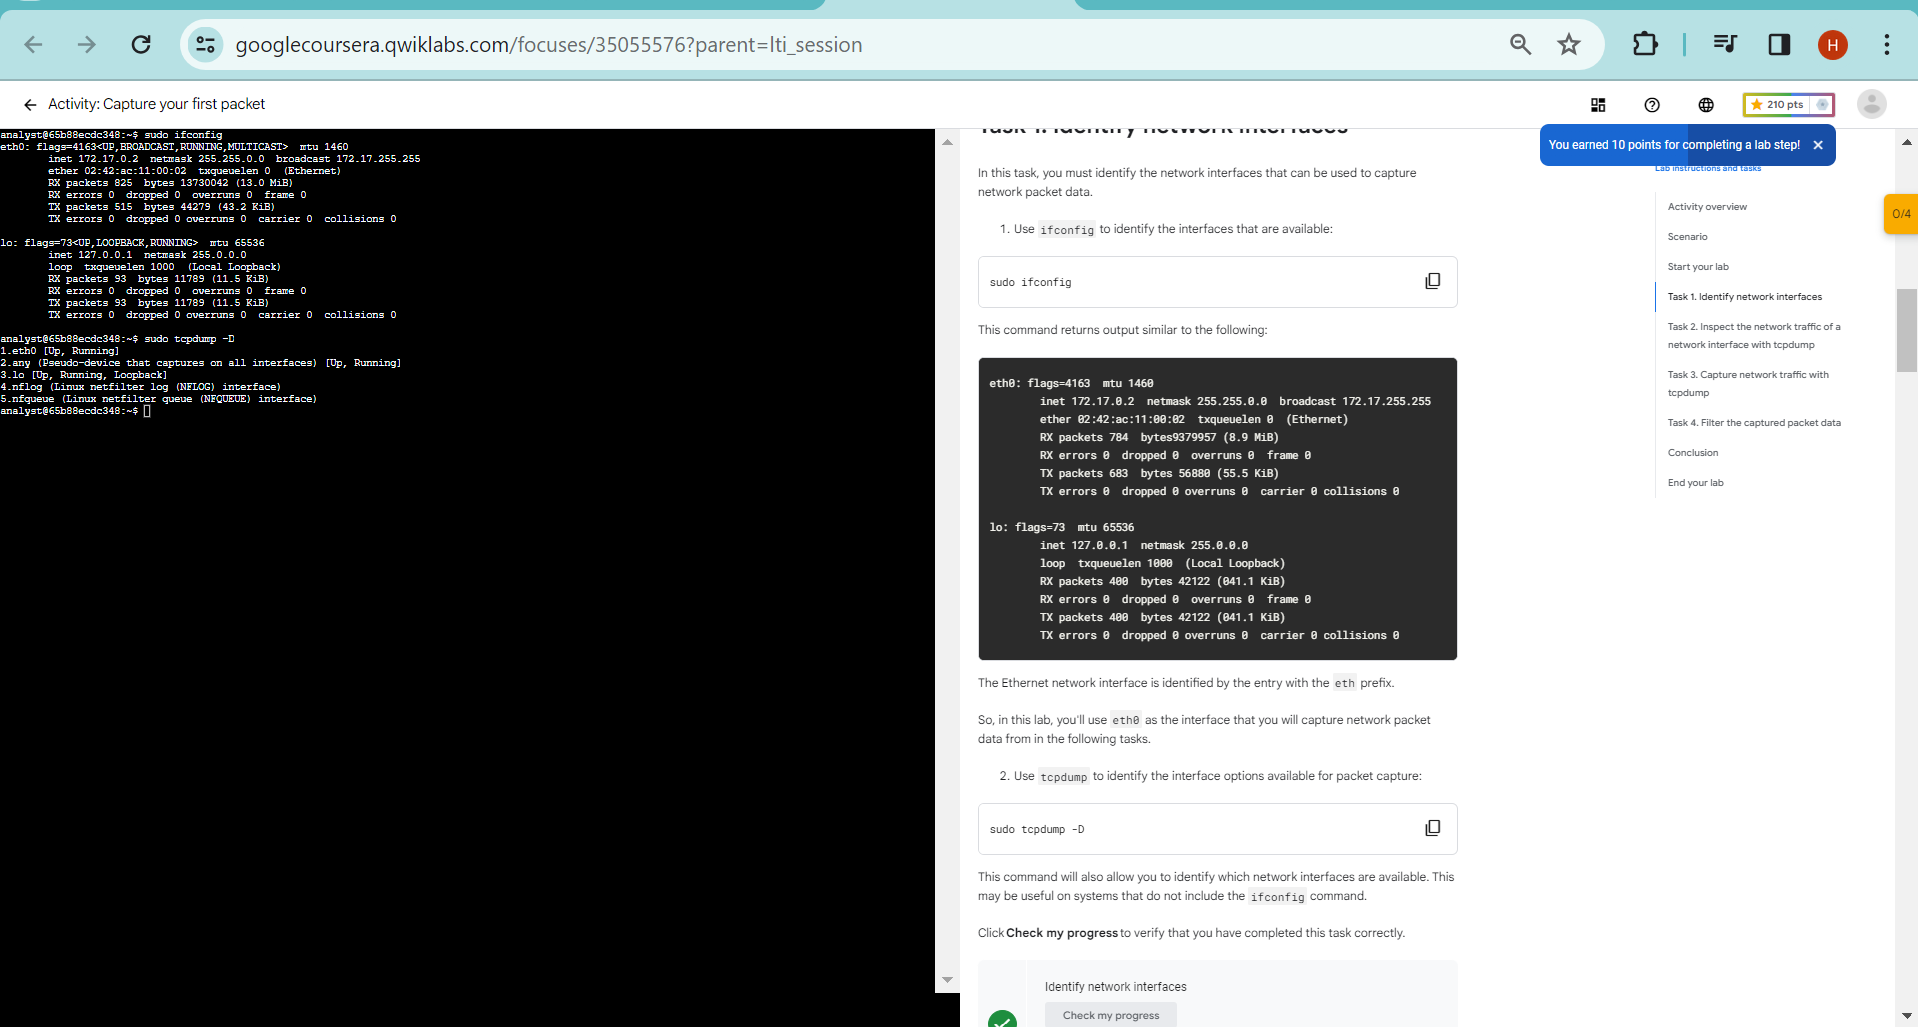 googlecoursera.qwiklabs.com/focuses/35055576?parent=lti_session
H
Activity: Capture your first packet
210 pts
analyst@65b88ecdc348:~$ sudo ifconfig
eth0: flags=4163<UP,BROADCAST,RUNNING,MULTICAST>  mtu 1460
inet 172.17.0.2  netmask 255.255.0.0  broadcast 172.17.255.255
ether 02:42:ac:11:00:02  txqueuelen 0  (Ethernet)
RX packets 825  bytes 13730042 (13.0 MiB)
RX errors 0  dropped 0  overruns 0  frame 0
TX packets 515  bytes 44279 (43.2 KiB)
TX errors 0  dropped 0 overruns 0  carrier 0  collisions 0
lo: flags=73<UP,LOOPBACK,RUNNING>  mtu 65536
inet 127.0.0.1  netmask 255.0.0.0
loop  txqueuelen 1000  (Local Loopback)
RX packets 93  bytes 11789 (11.5 KiB)
RX errors 0  dropped 0  overruns 0  frame 0
TX packets 93  bytes 11789 (11.5 KiB)
TX errors 0  dropped 0 overruns 0  carrier 0  collisions 0
analyst@65b88ecdc348:~$ sudo tcpdump -D
1.eth0 [Up, Running]
2.any (Pseudo-device that captures on all interfaces) [Up, Running]
3.lo [Up, Running, Loopback]
4.nflog (Linux netfilter log (NFLOG) interface)
5.nfqueue (Linux netfilter queue (NFQUEUE) interface)
analyst@65b88ecdc348:~$
Task 1. Identify network interfaces
In this task, you must identify the network interfaces that can be used to capture
network packet data.
1. Use ifconfig to identify the interfaces that are available:
sudo ifconfig
This command returns output similar to the following:
eth0: flags=4163  mtu 1460
inet 172.17.0.2  netmask 255.255.0.0  broadcast 172.17.255.255
ether 02:42:ac:11:00:02  txqueuelen 0  (Ethernet)
RX packets 784  bytes9379957 (8.9 MiB)
RX errors 0  dropped 0  overruns 0  frame 0
TX packets 683  bytes 56880 (55.5 KiB)
TX errors 0  dropped 0 overruns 0  carrier 0 collisions 0
lo: flags=73  mtu 65536
inet 127.0.0.1  netmask 255.0.0.0
loop  txqueuelen 1000  (Local Loopback)
RX packets 400  bytes 42122 (041.1 KiB)
RX errors 0  dropped 0  overruns 0  frame 0
TX packets 400  bytes 42122 (041.1 KiB)
TX errors 0  dropped 0 overruns 0  carrier 0 collisions 0
The Ethernet network interface is identified by the entry with the eth prefix.
So, in this lab, you'll use eth0 as the interface that you will capture network packet
data from in the following tasks.
2. Use tcpdump to identify the interface options available for packet capture:
sudo tcpdump -D
This command will also allow you to identify which network interfaces are available. This
may be useful on systems that do not include the ifconfig command.
Click Check my progress to verify that you have completed this task correctly.
Identify network interfaces
Check my progress
You earned 10 points for completing a lab step!
Lab instructions and tasks
0/4
Activity overview
Scenario
Start your lab
Task 1. Identify network interfaces
Task 2. Inspect the network traffic of a
network interface with tcpdump
Task 3. Capture network traffic with
tcpdump
Task 4. Filter the captured packet data
Conclusion
End your lab